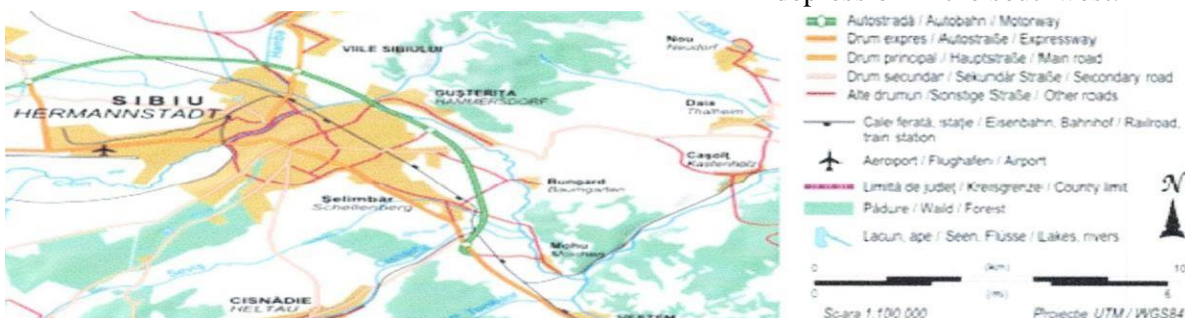 VIILE SIBIULUI
Nou
Neudorf
SIBIU
HERMANNSTADT
GUŞTERIŢA
HAMMERSDORF
Daia
Thalheim
Caşolţ
Kastenholz
Bungard
Baumgarten
Şelimbăr
Schellenberg
Mohu
Sevis
CISNĂDIE
HELTAU
VEŞTEM
Autostradă / Autobahn / Motorway
Drum expres / Autostraße / Expressway
Drum principal / Hauptstraße / Main road
Drum secundar / Sekundär Straße / Secondary road
Alte drumuri / Sonstige Straße / Other roads
Cale ferată, staţie / Eisenbahn, Bahnhof / Railroad,
train station
Aeroport / Flughafen / Airport
N
Limită de judeţ / Kreisgrenze / County limit
Pădure / Wald / Forest
Lacuri, ape / Seen, Flüsse / Lakes, rivers
0 (km) 10
0 (mi) 6
Scara 1:100 000 Proiecţie UTM / WGS84